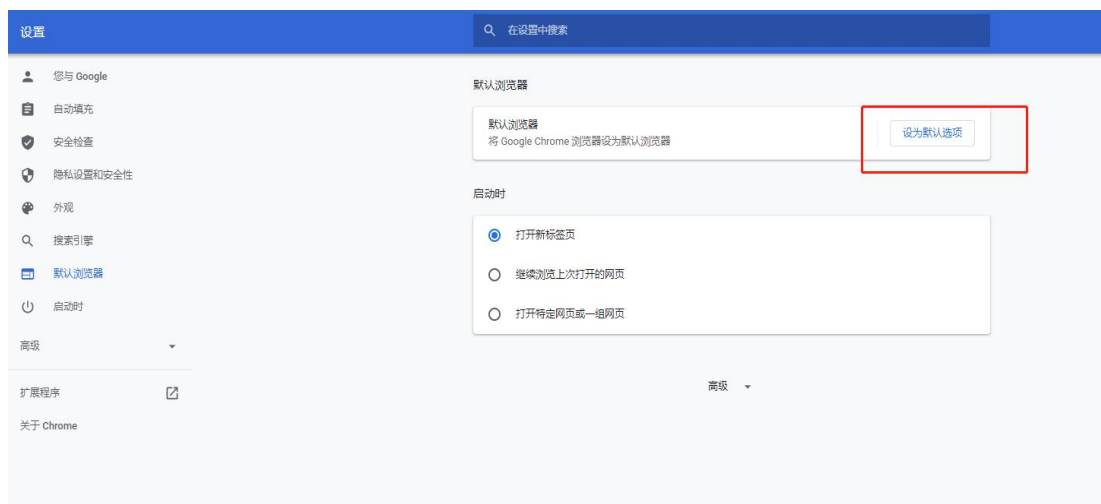 设置
在设置中搜索
您与 Google
自动填充
安全检查
隐私设置和安全性
外观
搜索引擎
默认浏览器
启动时
高级
扩展程序
关于 Chrome
默认浏览器
默认浏览器
将 Google Chrome 浏览器设为默认浏览器
设为默认选项
启动时
打开新标签页
继续浏览上次打开的网页
打开特定网页或一组网页
高级